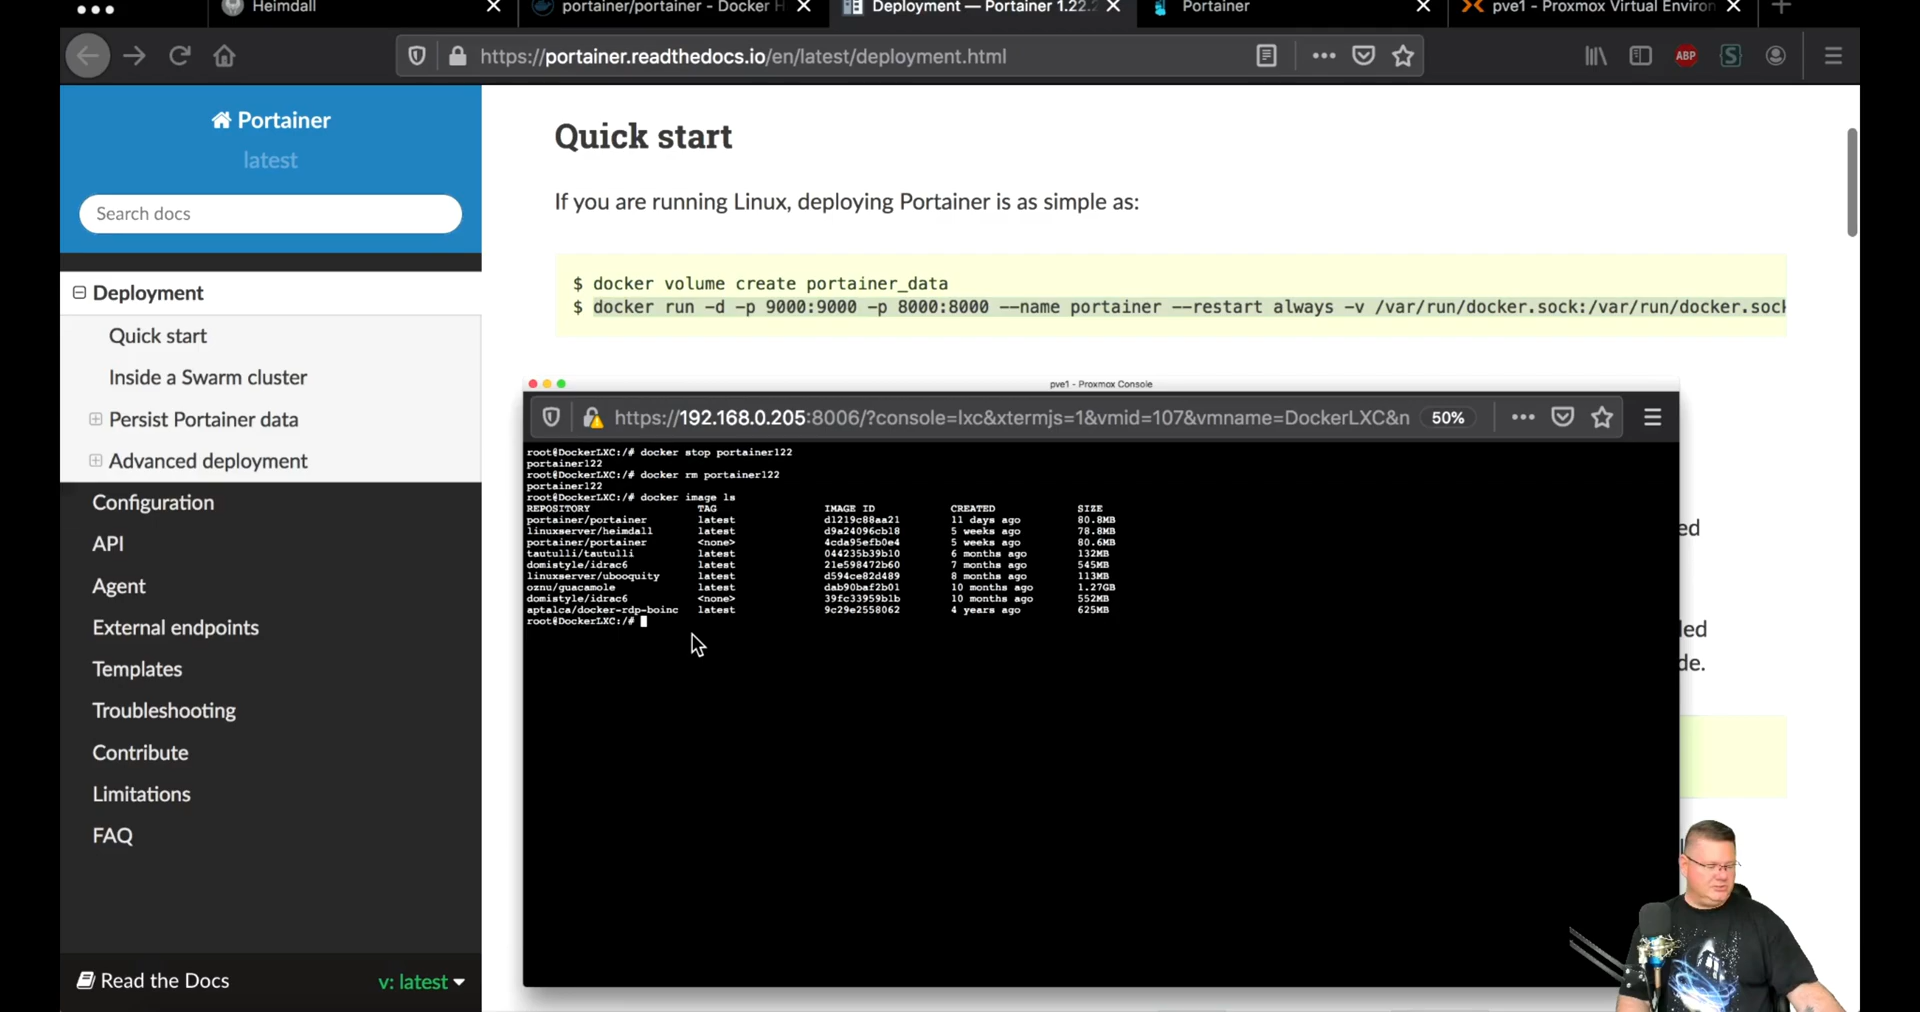 Heimdall
portainer/portainer - Docker H
Deployment — Portainer 1.22.2
Portainer
pve1 - Proxmox Virtual Environ
https://portainer.readthedocs.io/en/latest/deployment.html
ABP
S
Portainer
latest
Search docs
Deployment
Quick start
Inside a Swarm cluster
Persist Portainer data
Advanced deployment
Configuration
API
Agent
External endpoints
Templates
Troubleshooting
Contribute
Limitations
FAQ
Read the Docs
v: latest
Quick start
If you are running Linux, deploying Portainer is as simple as:
$ docker volume create portainer_data
$ docker run -d -p 9000:9000 -p 8000:8000 --name portainer --restart always -v /var/run/docker.sock:/var/run/docker.sock
pve1 - Proxmox Console
https://192.168.0.205:8006/?console=lxc&xtermjs=1&vmid=107&vmname=DockerLXC&n
50%
root@DockerLXC:/# docker stop portainer122
portainer122
root@DockerLXC:/# docker rm portainer122
portainer122
root@DockerLXC:/# docker image ls
REPOSITORY TAG IMAGE ID CREATED SIZE
portainer/portainer latest d1219c88aa21 11 days ago 80.8MB
linuxserver/heimdall latest d9a24096cb18 5 weeks ago 78.8MB
portainer/portainer <none> 4cda95efb0e4 5 weeks ago 80.6MB
tautulli/tautulli latest 044235b39b10 6 months ago 132MB
domistyle/idrac6 latest 21e598472b60 7 months ago 545MB
linuxserver/ubooquity latest d594ce82d489 8 months ago 113MB
oznu/guacamole latest dab90baf2b01 10 months ago 1.27GB
domistyle/idrac6 <none> 39fc33959b1b 10 months ago 552MB
aptalca/docker-rdp-boinc latest 9c29e2558062 4 years ago 625MB
root@DockerLXC:/#
ed
led
de.